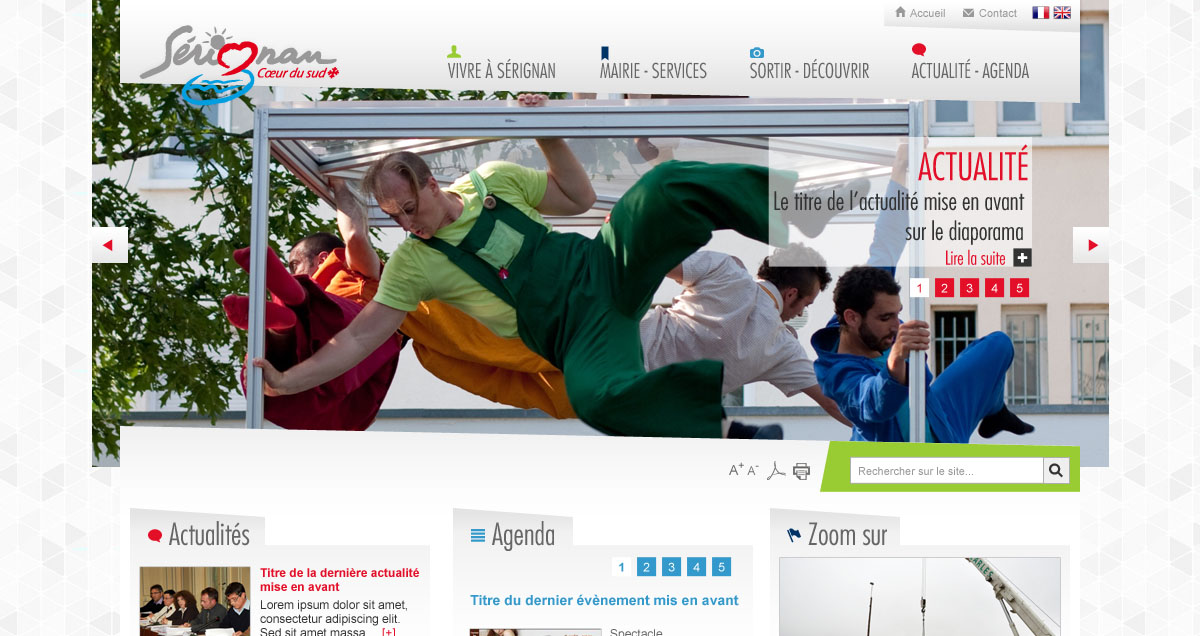 Accueil
Contact
Sérignan
Cœur du sud
VIVRE À SÉRIGNAN
MAIRIE - SERVICES
SORTIR - DÉCOUVRIR
ACTUALITÉ - AGENDA
ACTUALITÉ
Le titre de l'actualité mise en avant
sur le diaporama
Lire la suite
1 2 3 4 5
A+ A-
Rechercher sur le site...
Actualités
Titre de la dernière actualité
mise en avant
Lorem ipsum dolor sit amet,
consectetur adipiscing elit.
Sed sit amet massa ... [+]
Agenda
1 2 3 4 5
Titre du dernier évènement mis en avant
Spectacle
Zoom sur